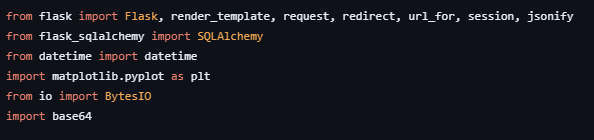 from flask import Flask, render_template, request, redirect, url_for, session, jsonify
from flask_sqlalchemy import SQLAlchemy
from datetime import datetime
import matplotlib.pyplot as plt
from io import BytesIO
import base64